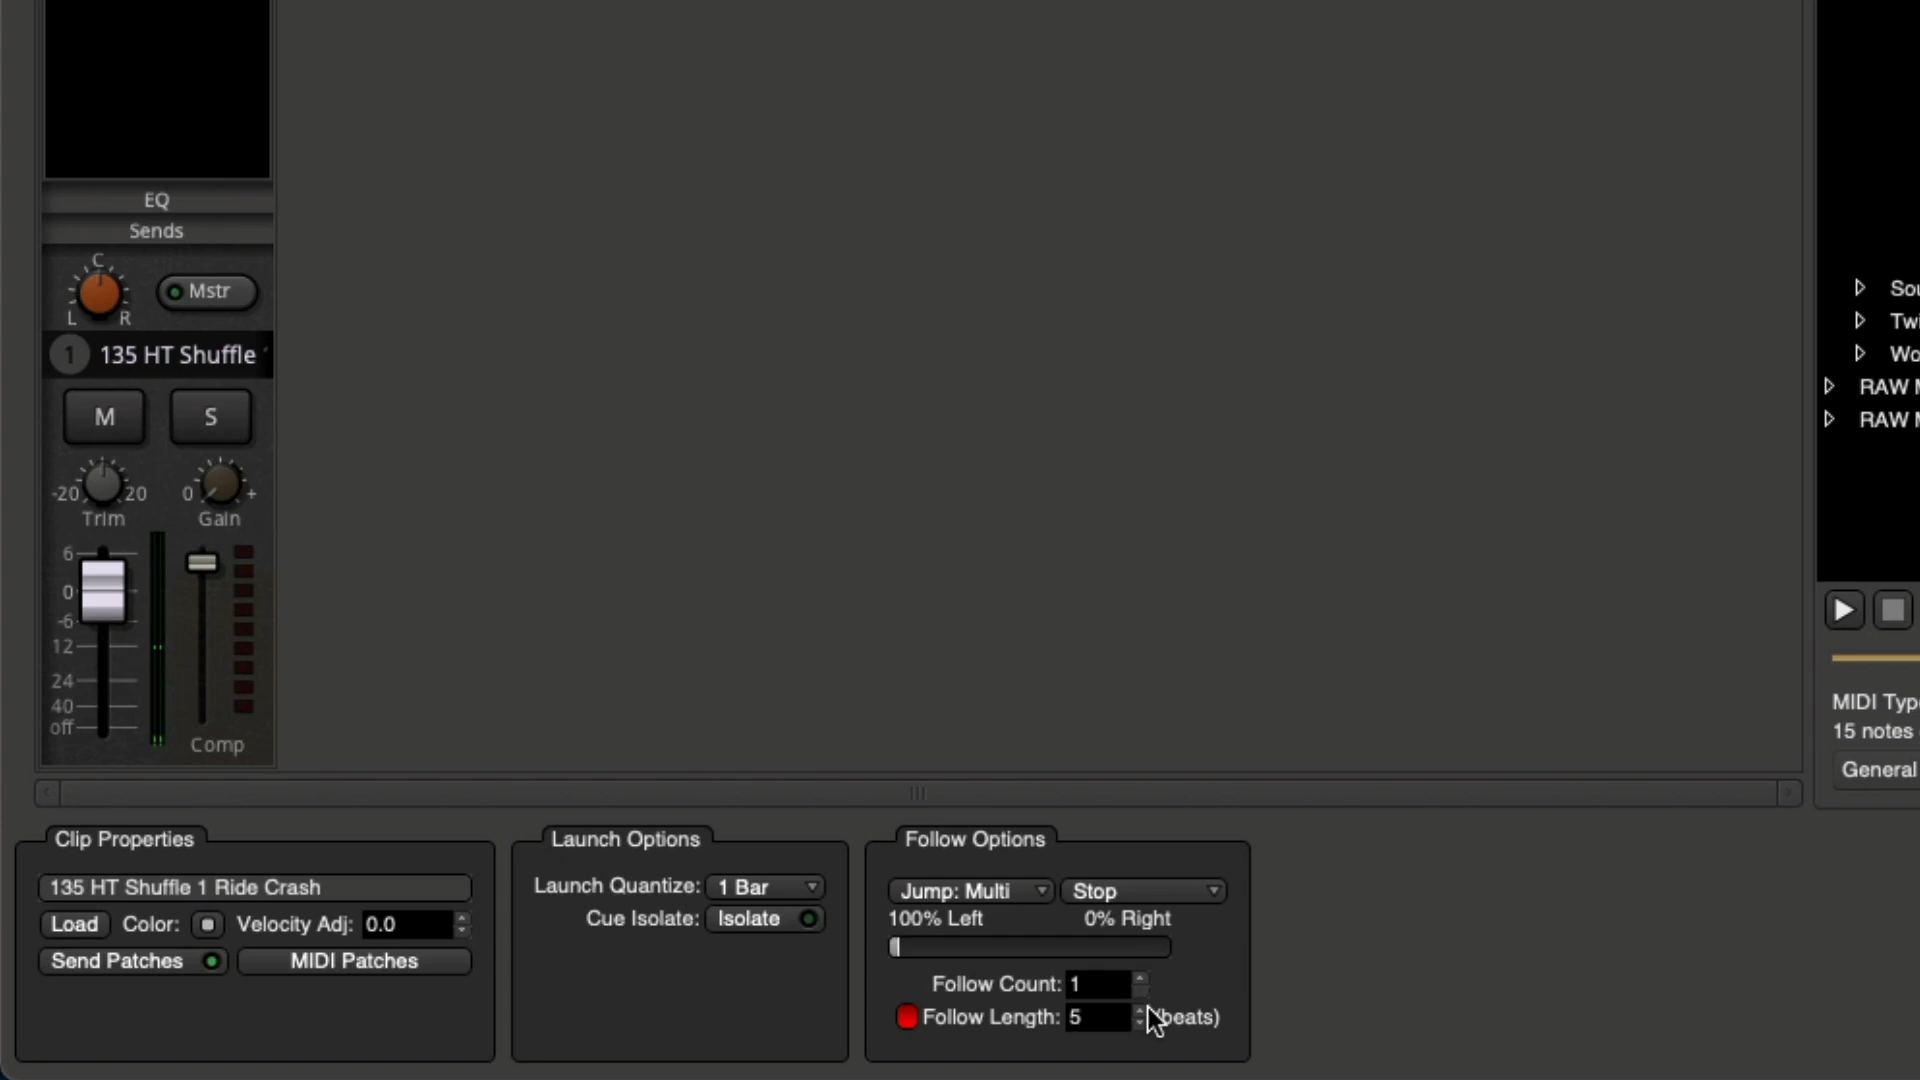 EQ
Sends
C
L R
Mstr
1 135 HT Shuffle
M S
-20 20 0 +
Trim Gain
6
0
-6
12
24
40
off
Comp
RAW
RAW
MIDI
15 notes
General
Clip Properties
135 HT Shuffle 1 Ride Crash
Load Color: Velocity Adj: 0.0
Send Patches MIDI Patches
Launch Options
Launch Quantize: 1 Bar
Cue Isolate: Isolate
Follow Options
Jump: Multi Stop
100% Left 0% Right
Follow Count: 1
Follow Length: 5 (beats)